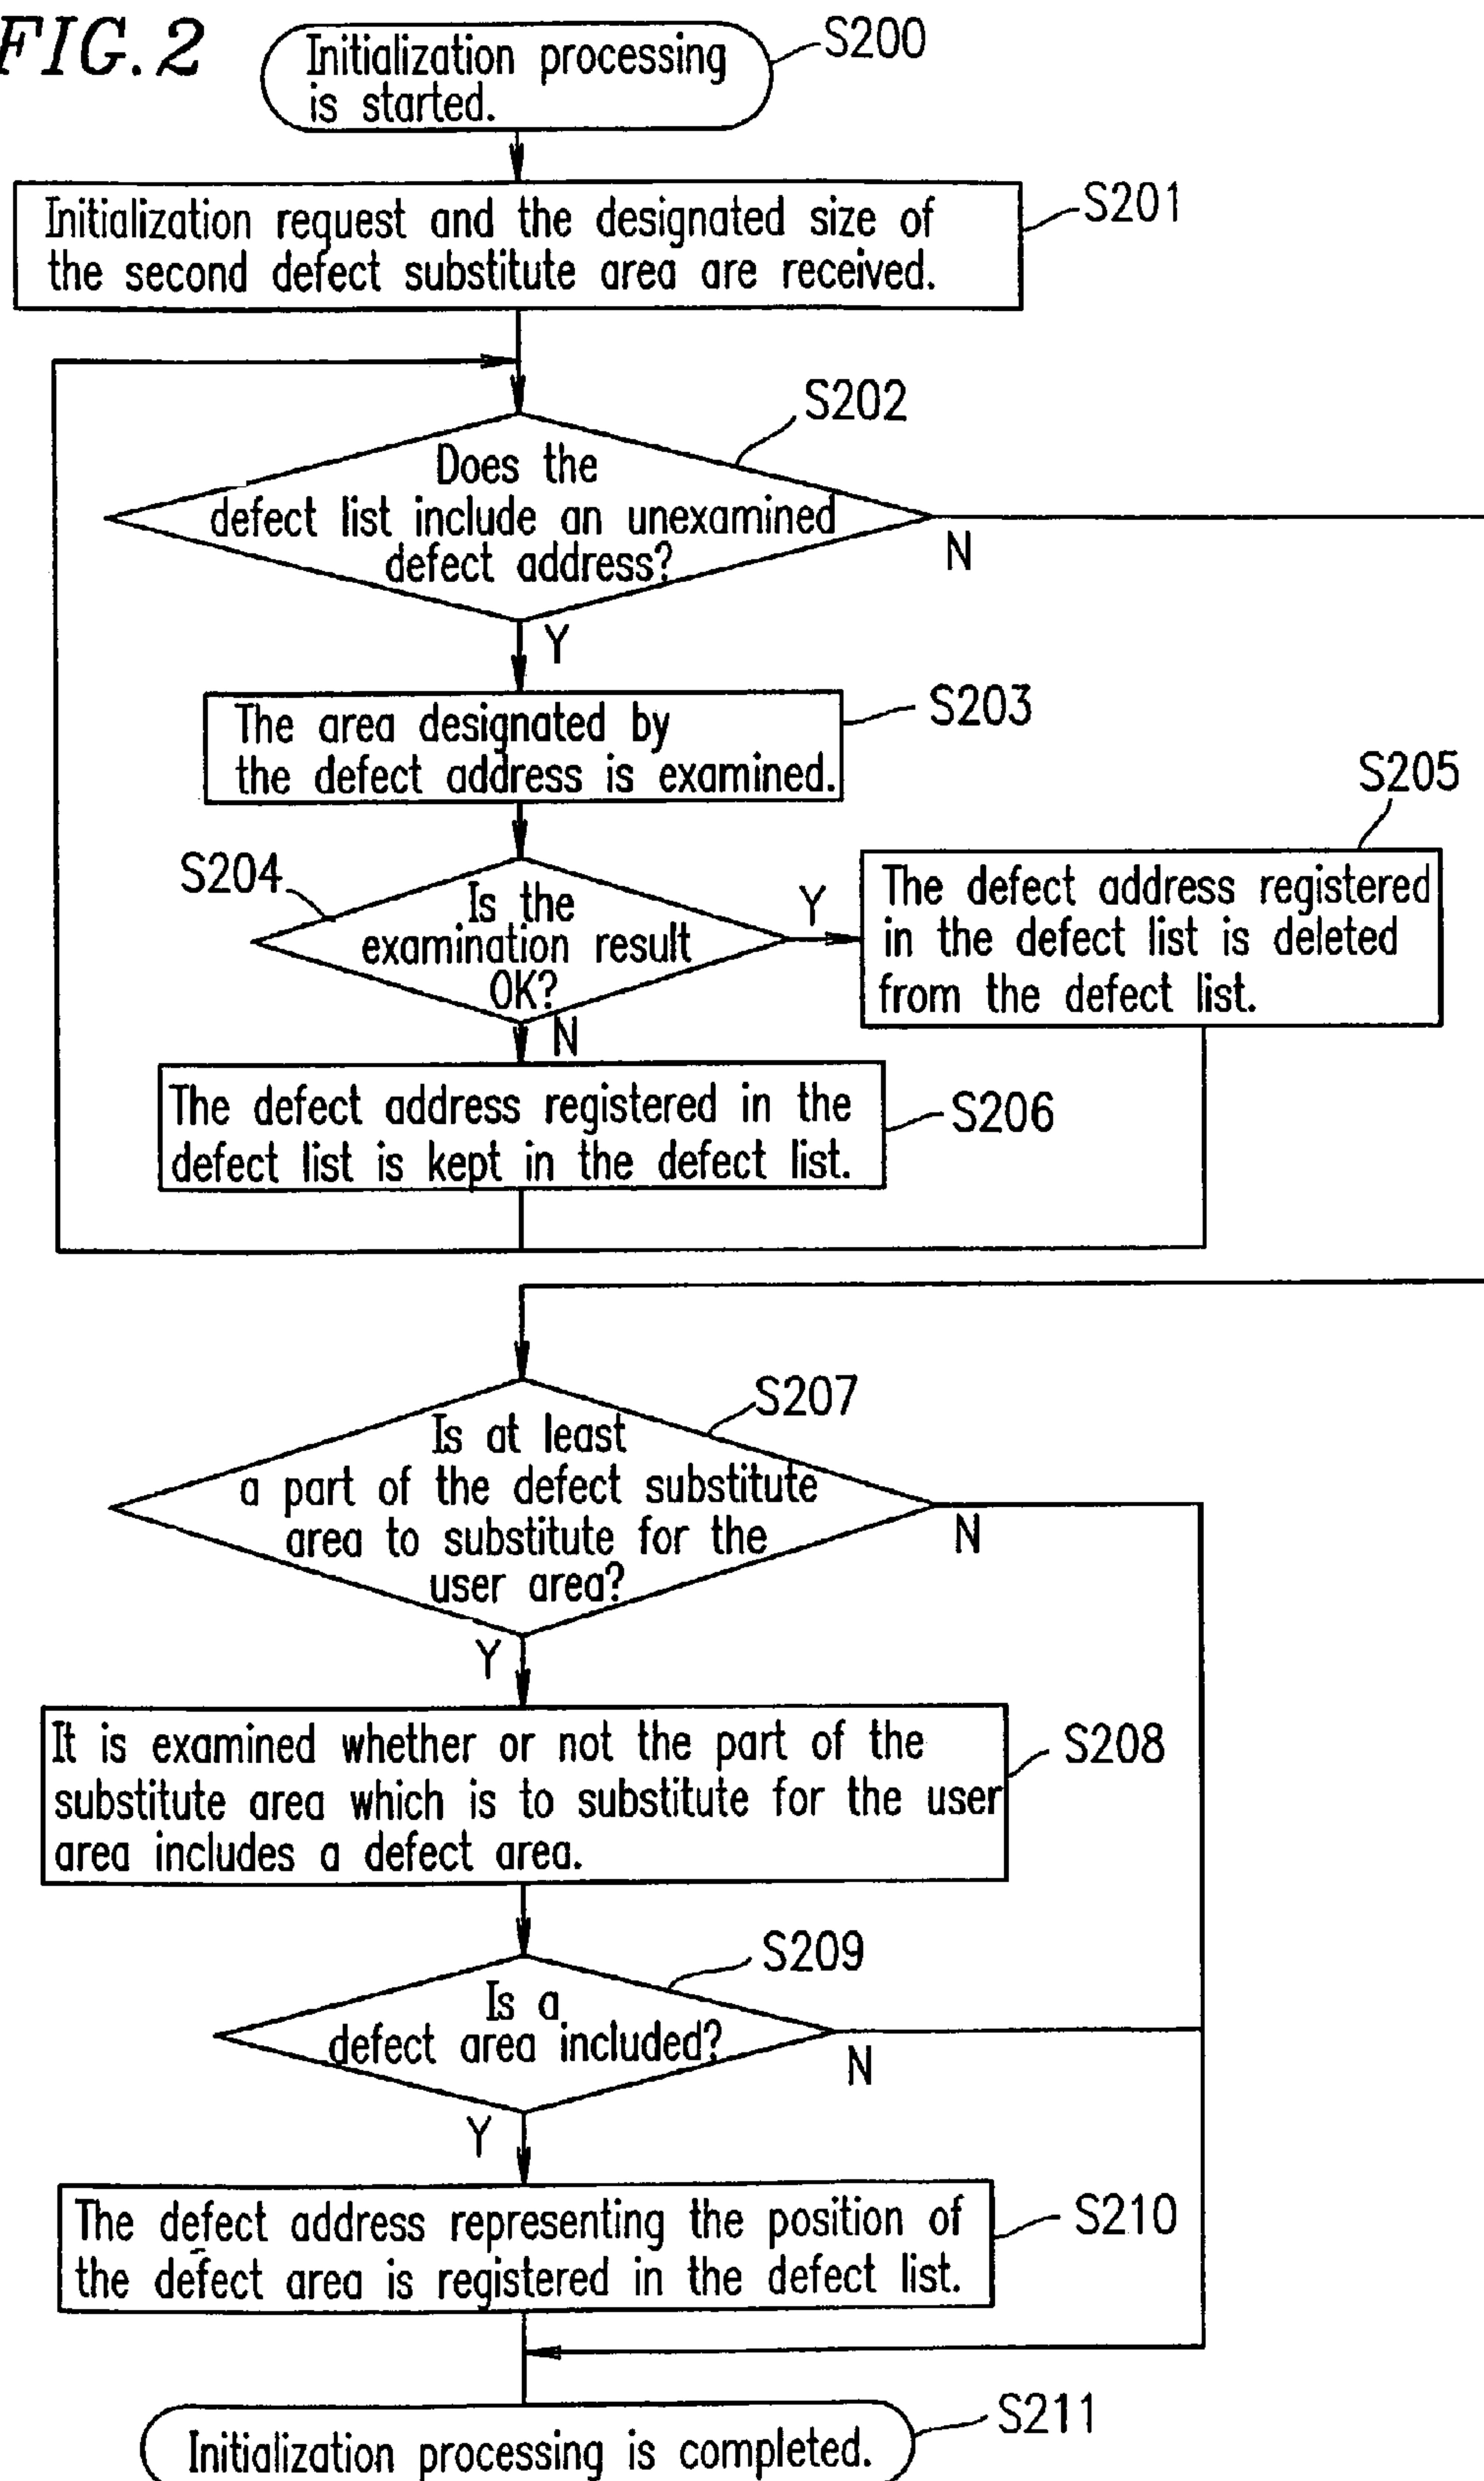 FIG.2
Initialization processing
is started.
S200
Initialization request and the designated size of
the second defect substitute area are received.
S201
S202
Does the
defect list include an unexamined
defect address?
N
Y
The area designated by
the defect address is examined.
S203
S204
Is the
examination result
OK?
Y
N
S205
The defect address registered
in the defect list is deleted
from the defect list.
The defect address registered in the
defect list is kept in the defect list.
S206
S207
Is at least
a part of the defect substitute
area to substitute for the
user area?
N
Y
It is examined whether or not the part of the
substitute area which is to substitute for the user
area includes a defect area.
S208
S209
Is a
defect area included?
N
Y
The defect address representing the position of
the defect area is registered in the defect list.
S210
Initialization processing is completed.
S211